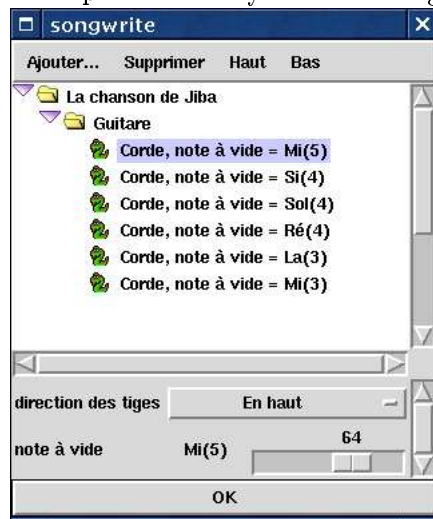 songwrite
Ajouter... Supprimer Haut Bas
La chanson de Jiba
Guitare
Corde, note à vide = Mi(5)
Corde, note à vide = Si(4)
Corde, note à vide = Sol(4)
Corde, note à vide = Ré(4)
Corde, note à vide = La(3)
Corde, note à vide = Mi(3)
direction des tiges En haut
64
note à vide Mi(5)
OK